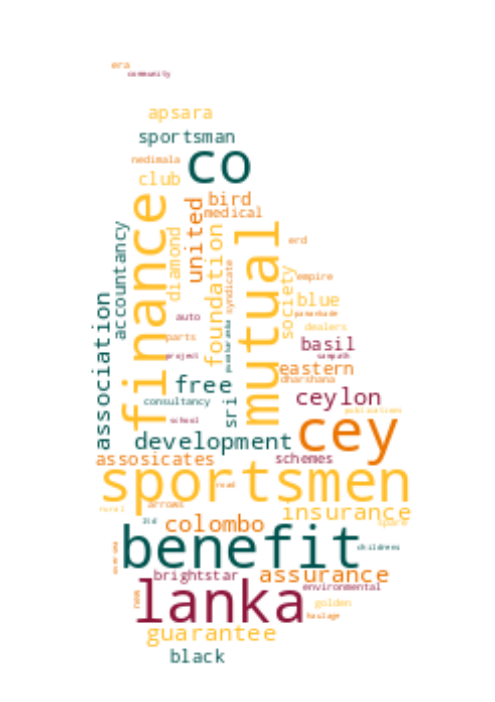 era
community
apsara
sportsman
co
nedimala
club
bird
medical
united
finance
diamond
foundation
mutual
accountancy
erd
syndicate
society
empire
blue
association
auto
pasankade
dealers
parts
basil
project
sampath
eastern
free
dharshana
consultancy
sri
ceylon
publications
school
development
cey
assosicates
schemes
sportsmen
road
arrows
rural
insurance
ltd
colombo
spare
benefit
childrens
brightstar
assurance
environmental
lanka
new
golden
haulage
guarantee
black